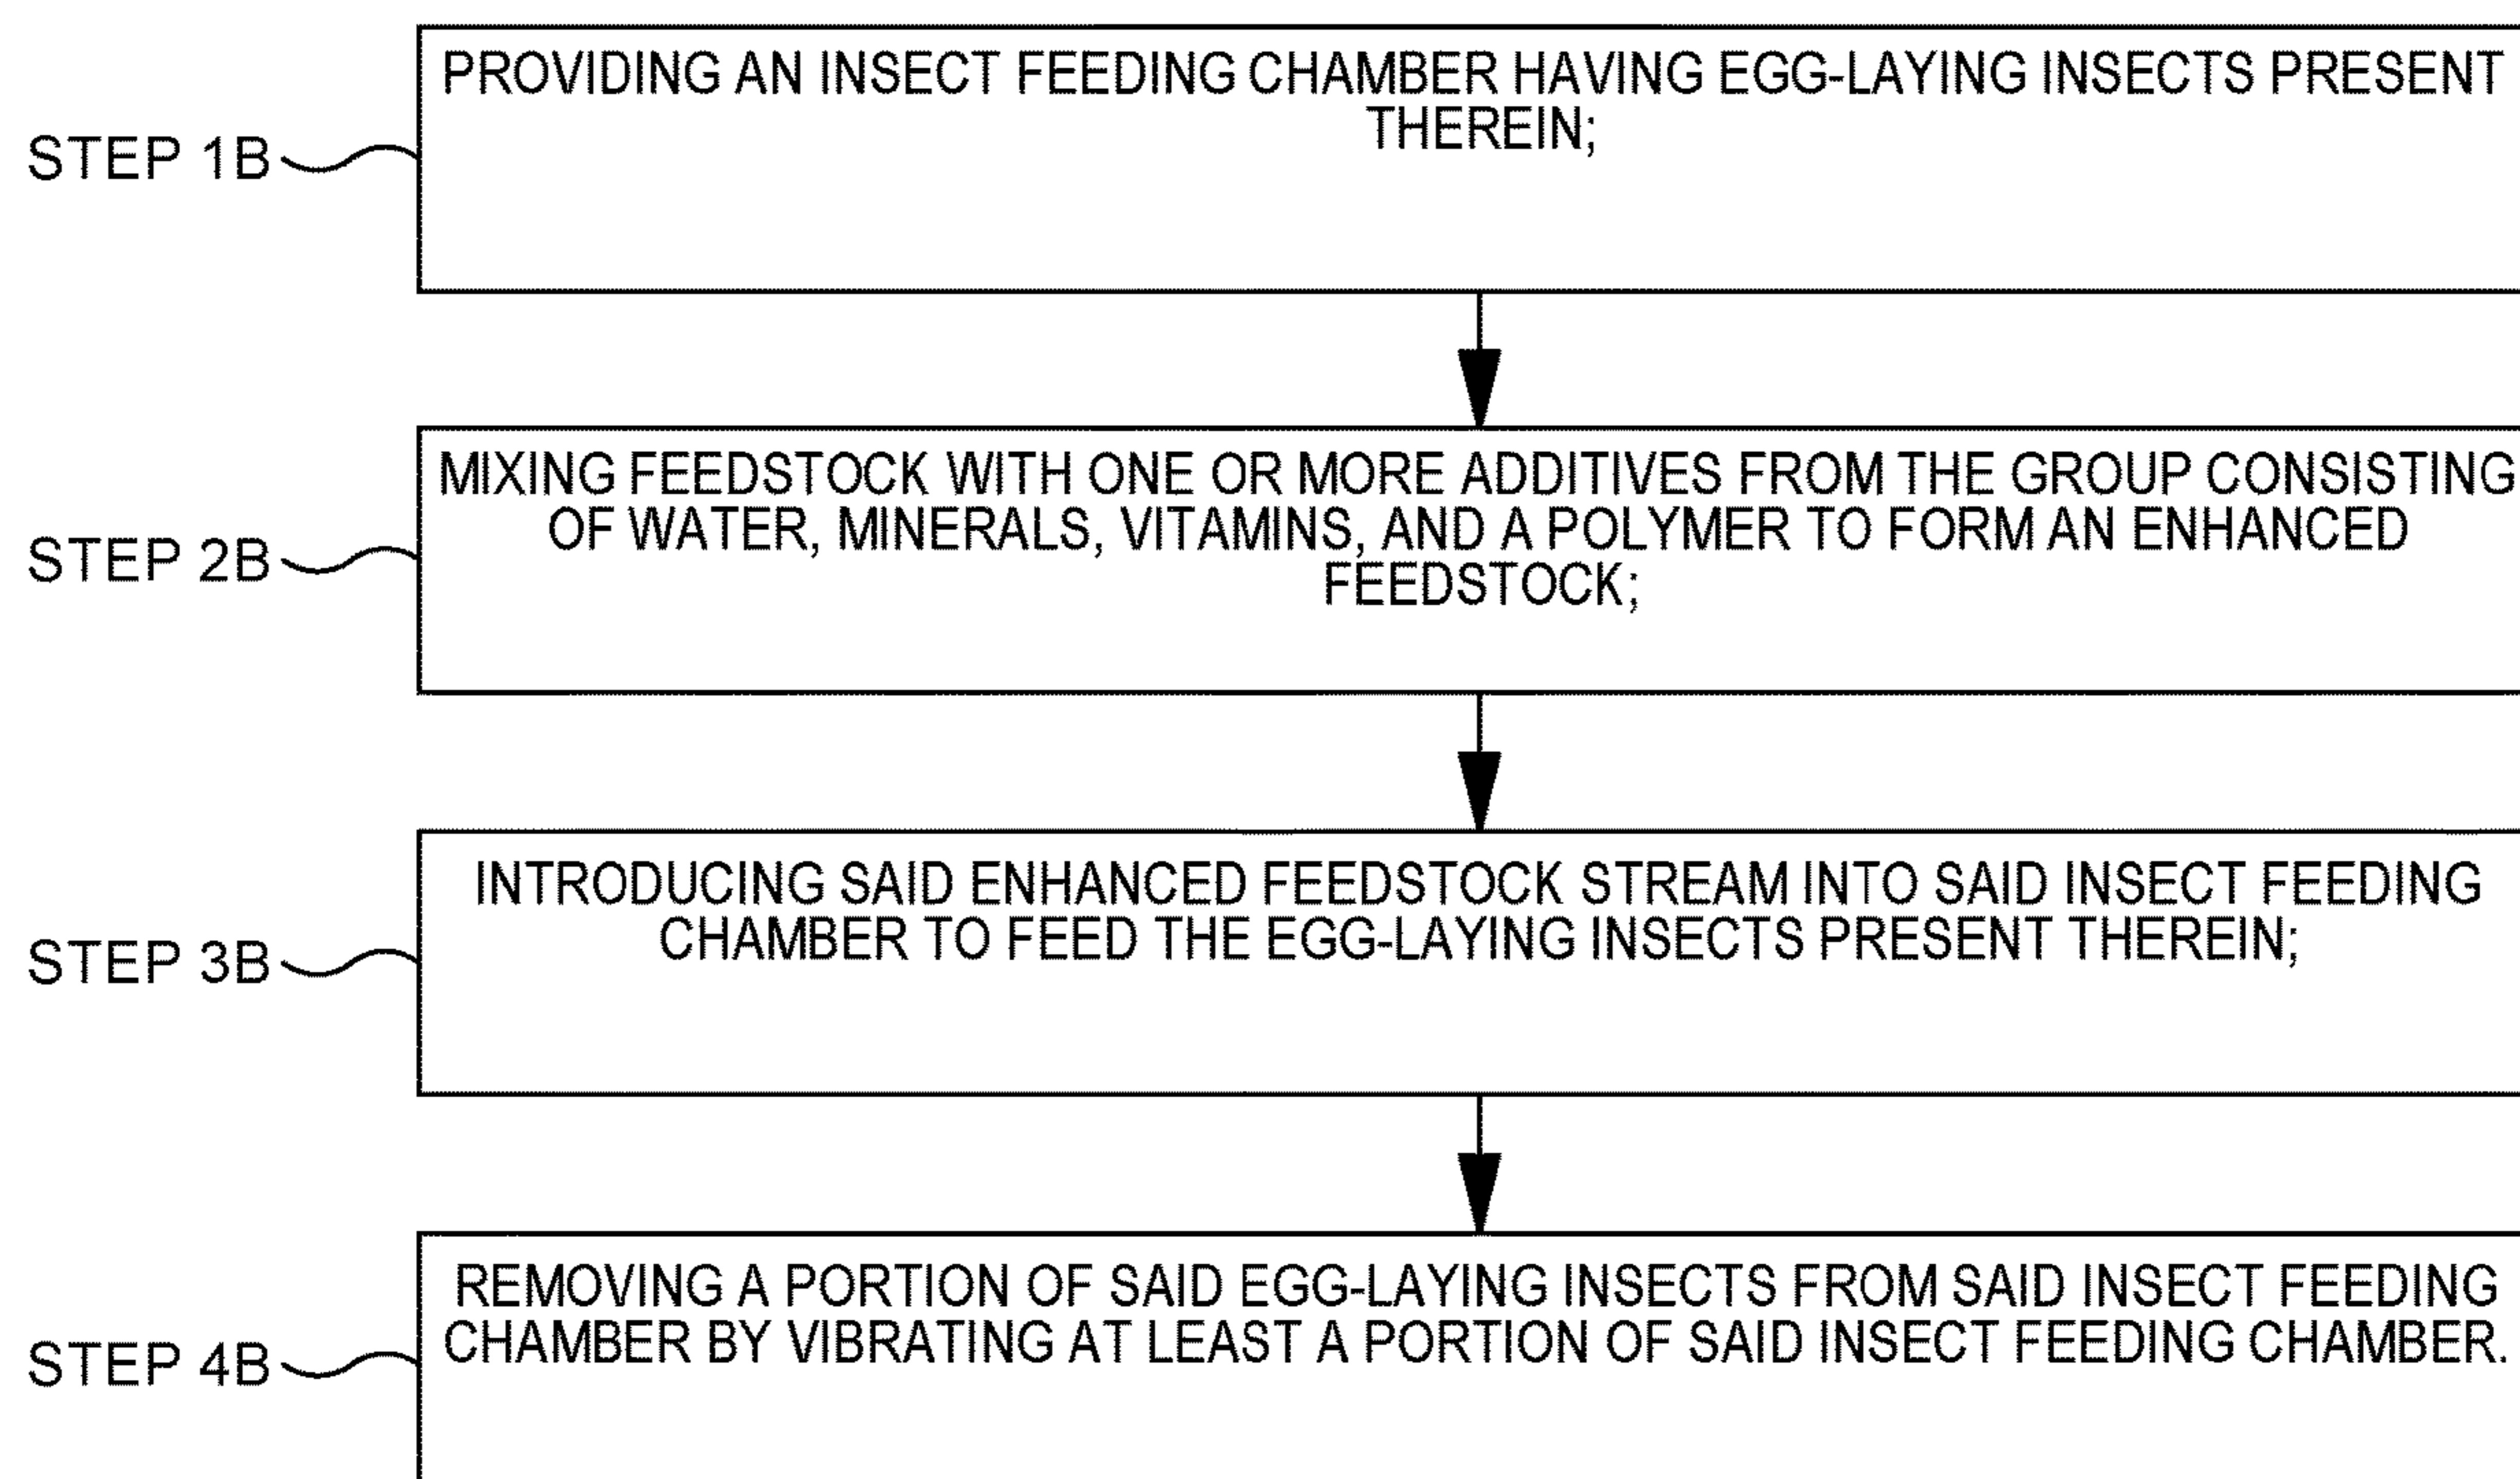 PROVIDING AN INSECT FEEDING CHAMBER HAVING EGG-LAYING INSECTS PRESENT
THEREIN;
STEP 1B
MIXING FEEDSTOCK WITH ONE OR MORE ADDITIVES FROM THE GROUP CONSISTING
OF WATER, MINERALS, VITAMINS, AND A POLYMER TO FORM AN ENHANCED
FEEDSTOCK;
STEP 2B
INTRODUCING SAID ENHANCED FEEDSTOCK STREAM INTO SAID INSECT FEEDING
CHAMBER TO FEED THE EGG-LAYING INSECTS PRESENT THEREIN;
STEP 3B
REMOVING A PORTION OF SAID EGG-LAYING INSECTS FROM SAID INSECT FEEDING
CHAMBER BY VIBRATING AT LEAST A PORTION OF SAID INSECT FEEDING CHAMBER.
STEP 4B